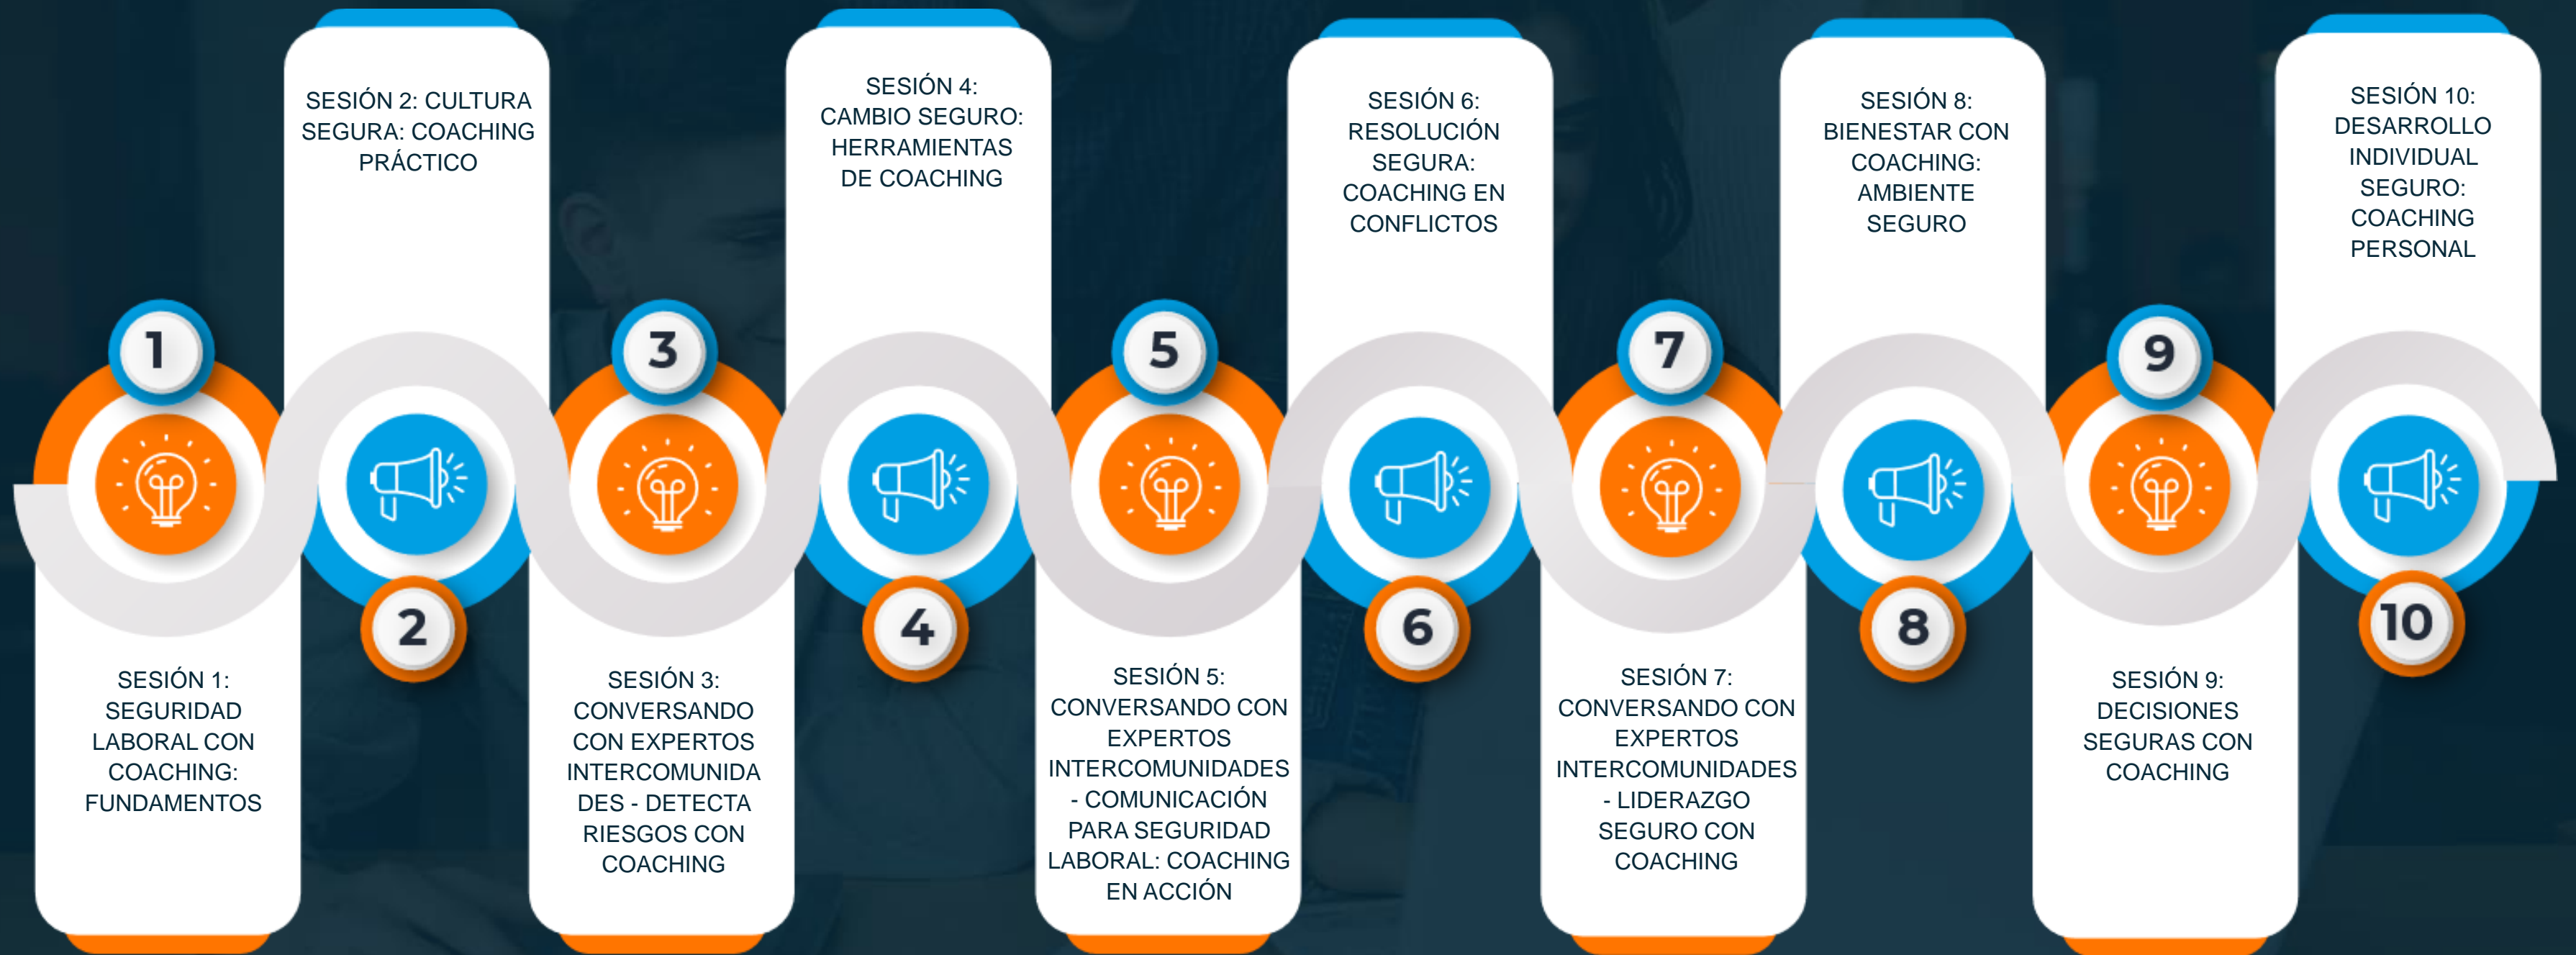 SESIÓN 2: CULTURA
SEGURA: COACHING
PRÁCTICO
SESIÓN 4:
CAMBIO SEGURO:
HERRAMIENTAS
DE COACHING
SESIÓN 6:
RESOLUCIÓN
SEGURA:
COACHING EN
CONFLICTOS
SESIÓN 8:
BIENESTAR CON
COACHING:
AMBIENTE
SEGURO
SESIÓN 10:
DESARROLLO
INDIVIDUAL
SEGURO:
COACHING
PERSONAL
1
3
5
7
9
2
4
6
8
10
SESIÓN 1:
SEGURIDAD
LABORAL CON
COACHING:
FUNDAMENTOS
SESIÓN 3:
CONVERSANDO
CON EXPERTOS
INTERCOMUNIDA
DES - DETECTA
RIESGOS CON
COACHING
SESIÓN 5:
CONVERSANDO CON
EXPERTOS
INTERCOMUNIDADES
- COMUNICACIÓN
PARA SEGURIDAD
LABORAL: COACHING
EN ACCIÓN
SESIÓN 7:
CONVERSANDO CON
EXPERTOS
INTERCOMUNIDADES
- LIDERAZGO
SEGURO CON
COACHING
SESIÓN 9:
DECISIONES
SEGURAS CON
COACHING